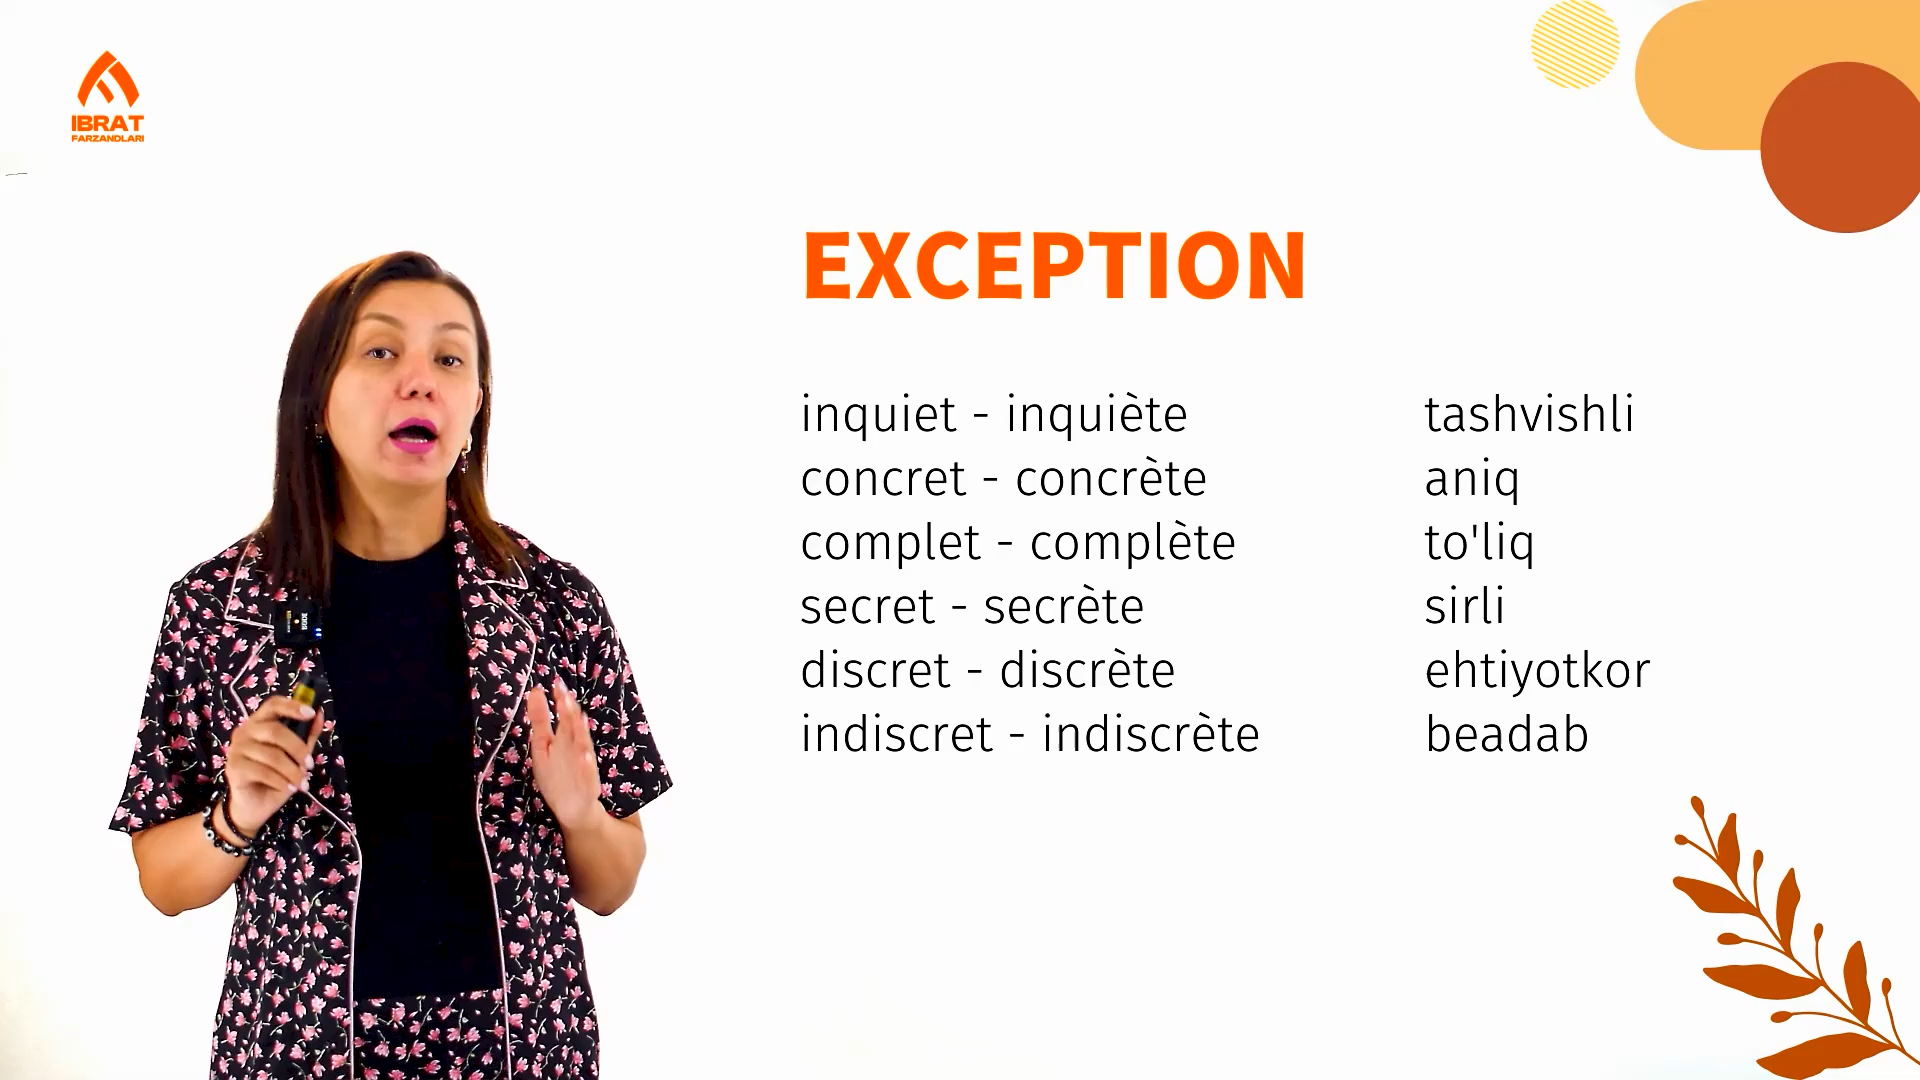 IBRAT
FARZANDLARI
EXCEPTION
inquiet - inquiète tashvishli
concret - concrète aniq
complet - complète to'liq
secret - secrète sirli
discret - discrète ehtiyotkor
indiscret - indiscrète beadab